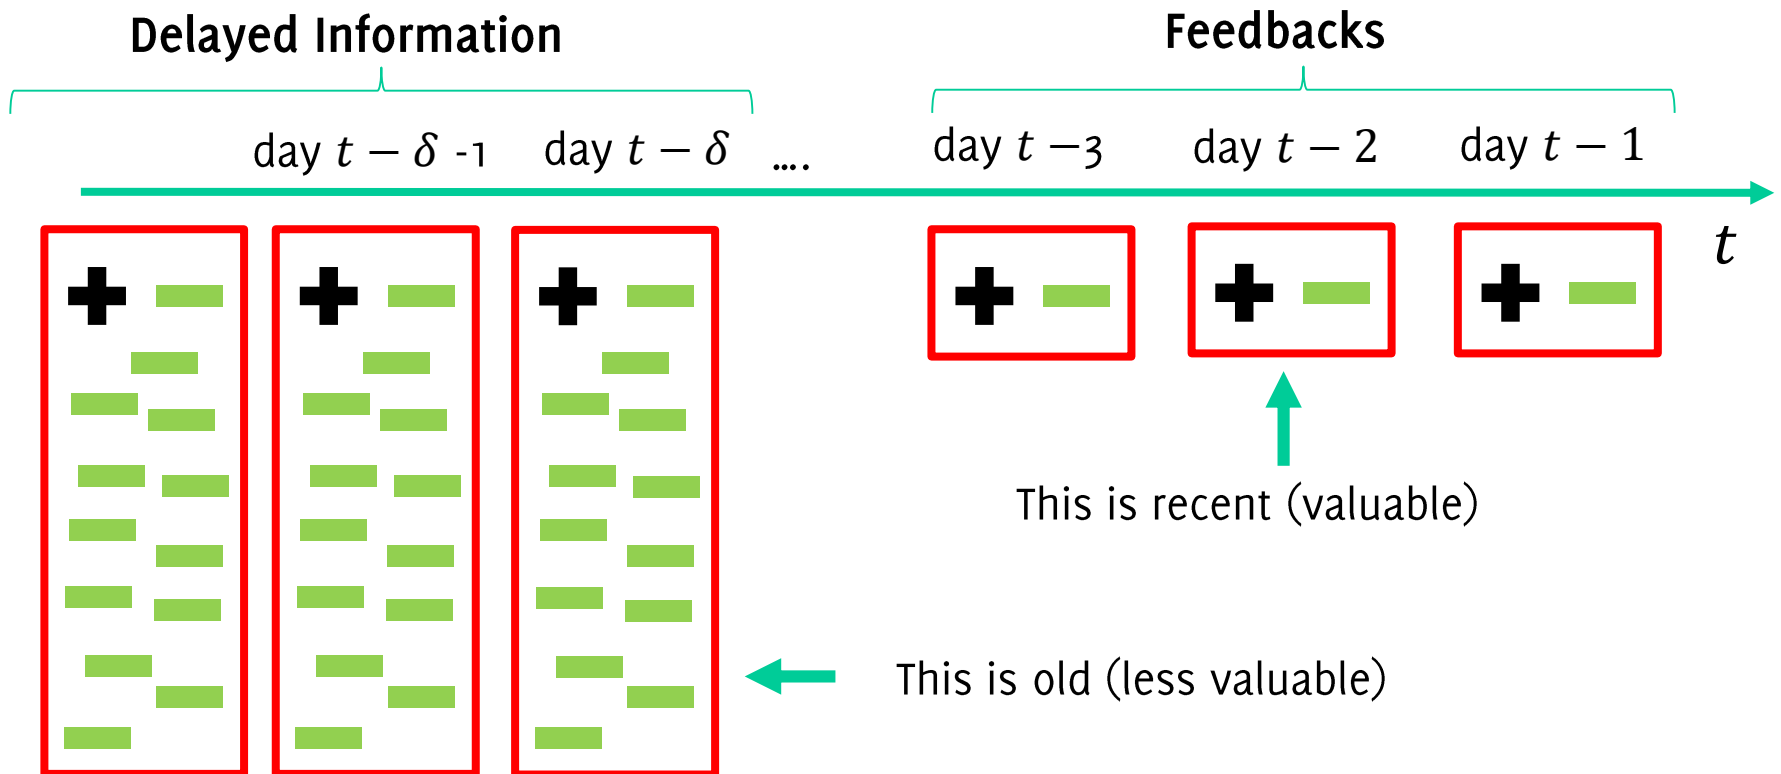 Delayed Information
Feedbacks
day t − δ -1
day t − δ
....
day t −3
day t − 2
day t − 1
t
This is recent (valuable)
This is old (less valuable)